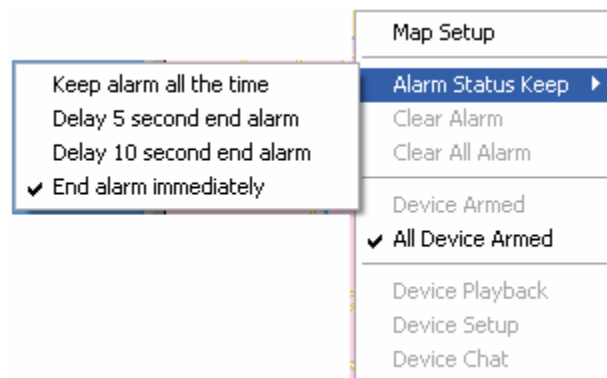 Map Setup
Alarm Status Keep
Keep alarm all the time
Delay 5 second end alarm
Delay 10 second end alarm
End alarm immediately
Clear Alarm
Clear All Alarm
Device Armed
All Device Armed
Device Playback
Device Setup
Device Chat